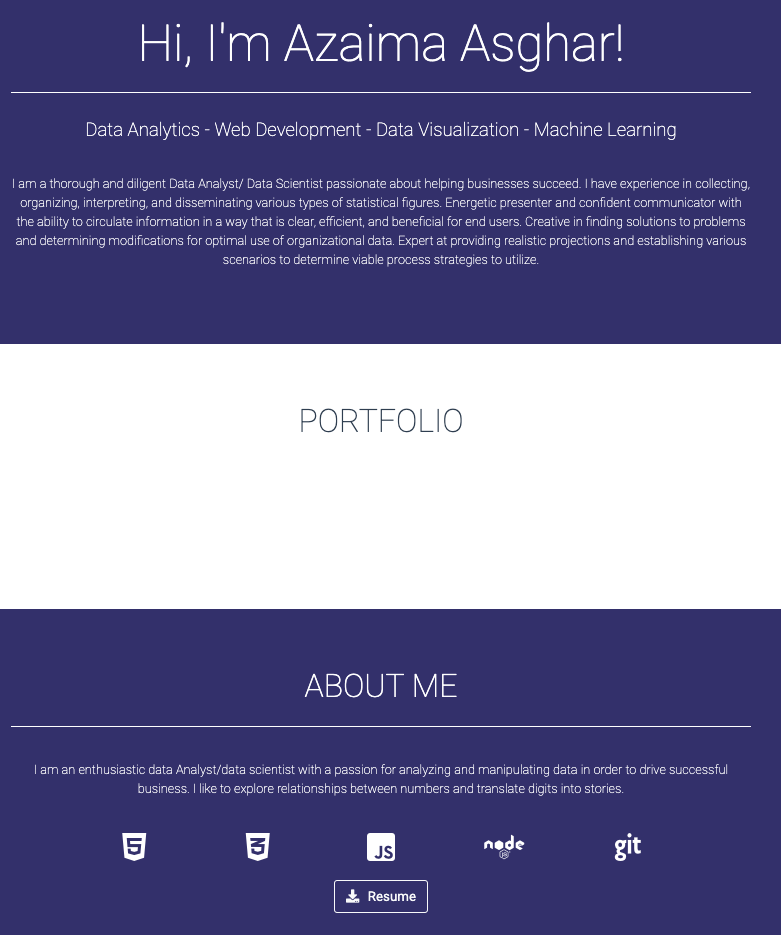 Hi, I'm Azaima Asghar!
Data Analytics - Web Development - Data Visualization - Machine Learning
I am a thorough and diligent Data Analyst/ Data Scientist passionate about helping businesses succeed. I have experience in collecting,
organizing, interpreting, and disseminating various types of statistical figures. Energetic presenter and confident communicator with
the ability to circulate information in a way that is clear, efficient, and beneficial for end users. Creative in finding solutions to problems
and determining modifications for optimal use of organizational data. Expert at providing realistic projections and establishing various
scenarios to determine viable process strategies to utilize.
PORTFOLIO
ABOUT ME
I am an enthusiastic data Analyst/data scientist with a passion for analyzing and manipulating data in order to drive successful
business. I like to explore relationships between numbers and translate digits into stories.
5 3 JS node JS git
Resume